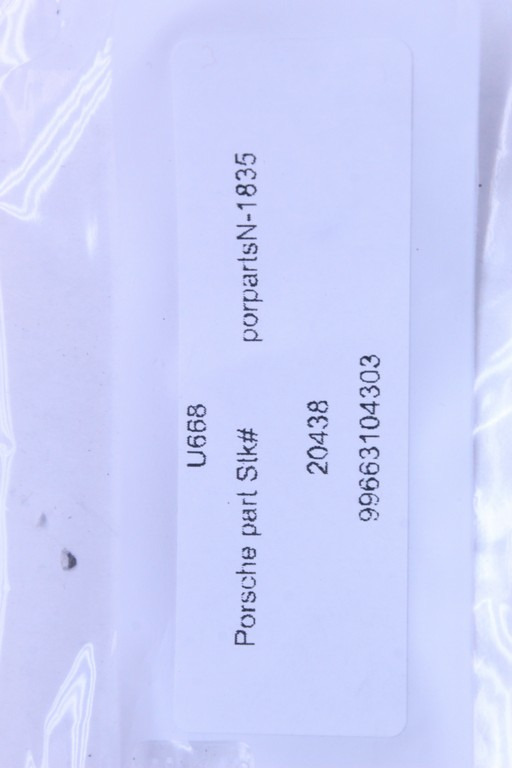 U668
Porsche part Stk# porpartsN-1835
20438
99663104303